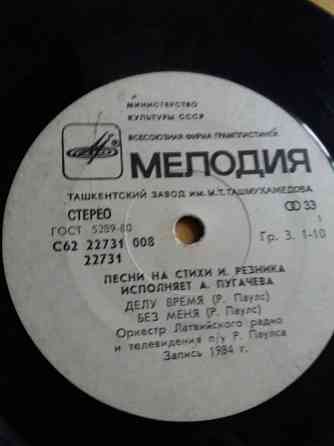 МИНИСТЕРСТВО
КУЛЬТУРЫ СССР
ВСЕСОЮЗНАЯ ФИРМА ГРАМПЛАСТИНОК
МЕЛОДИЯ
ТАШКЕНТСКИЙ ЗАВОД ИМ. М.Т. ТАШМУХАМЕДОВА
СТЕРЕО 33
ГОСТ 5289-80 1
С62 22731 008 Гр. 3. 1-10
22731
ПЕСНИ НА СТИХИ И. РЕЗНИКА
ИСПОЛНЯЕТ А. ПУГАЧЕВА
ДЕЛУ ВРЕМЯ (Р. Паулс)
БЕЗ МЕНЯ (Р. Паулс)
Оркестр Латвийского радио
и телевидения п/у Р. Паулса
Запись 1984 г.